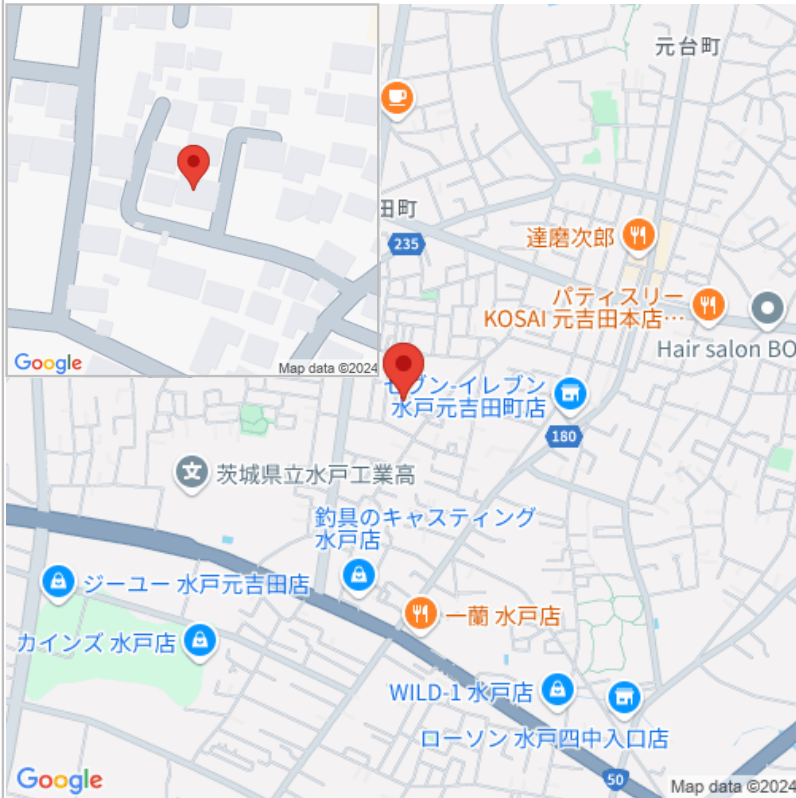 元台町
田町
235
達磨次郎
パティスリー
KOSAI 元吉田本店…
Hair salon BO
Google
Map data ©2024
セブン-イレブン
水戸元吉田町店
180
茨城県立水戸工業高
釣具のキャスティング
水戸店
ジーユー 水戸元吉田店
一蘭 水戸店
カインズ 水戸店
WILD-1 水戸店
ローソン 水戸四中入口店
50
Google
Map data ©2024